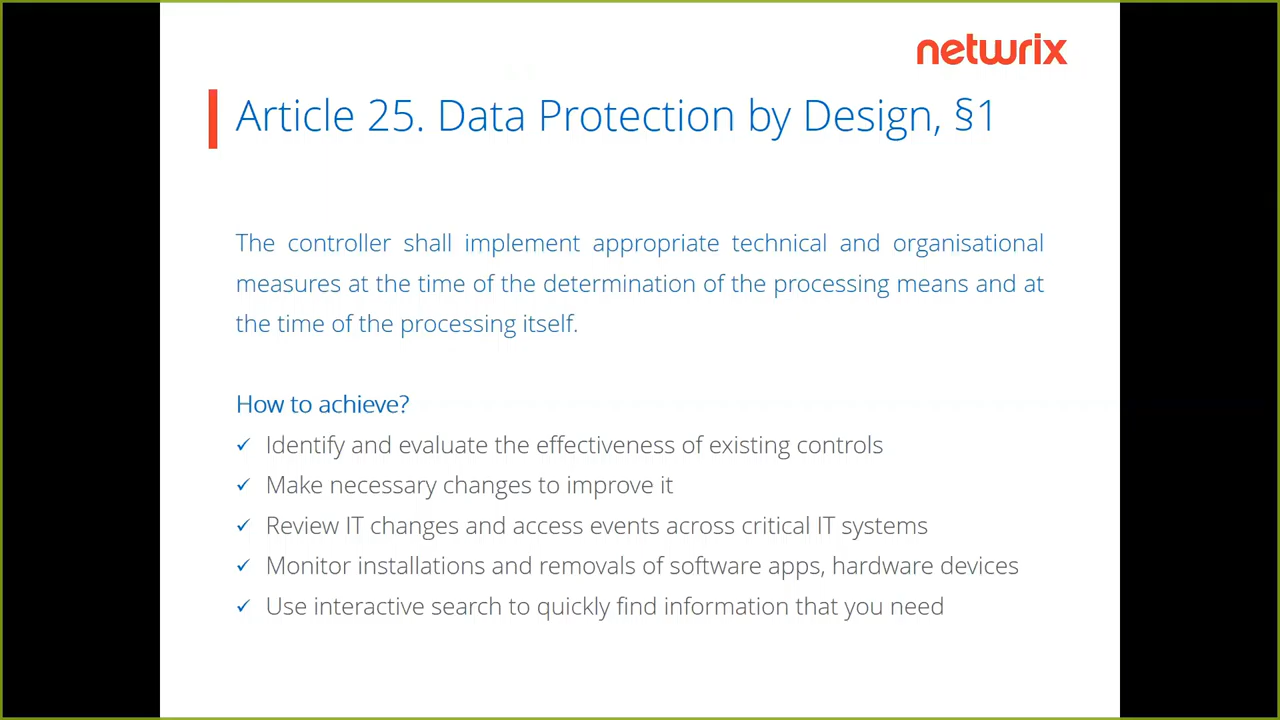 netwrix
Article 25. Data Protection by Design, §1
The controller shall implement appropriate technical and organisational
measures at the time of the determination of the processing means and at
the time of the processing itself.
How to achieve?
✓ Identify and evaluate the effectiveness of existing controls
✓ Make necessary changes to improve it
✓ Review IT changes and access events across critical IT systems
✓ Monitor installations and removals of software apps, hardware devices
✓ Use interactive search to quickly find information that you need